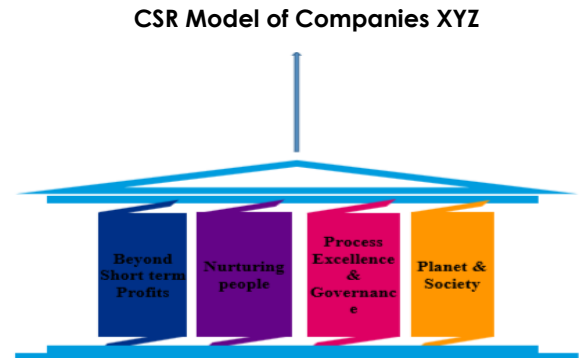 CSR Model of Companies XYZ
Beyond
Short term
Profits
Nurturing
people
Process
Excellence
&
Governanc
e
Planet &
Society